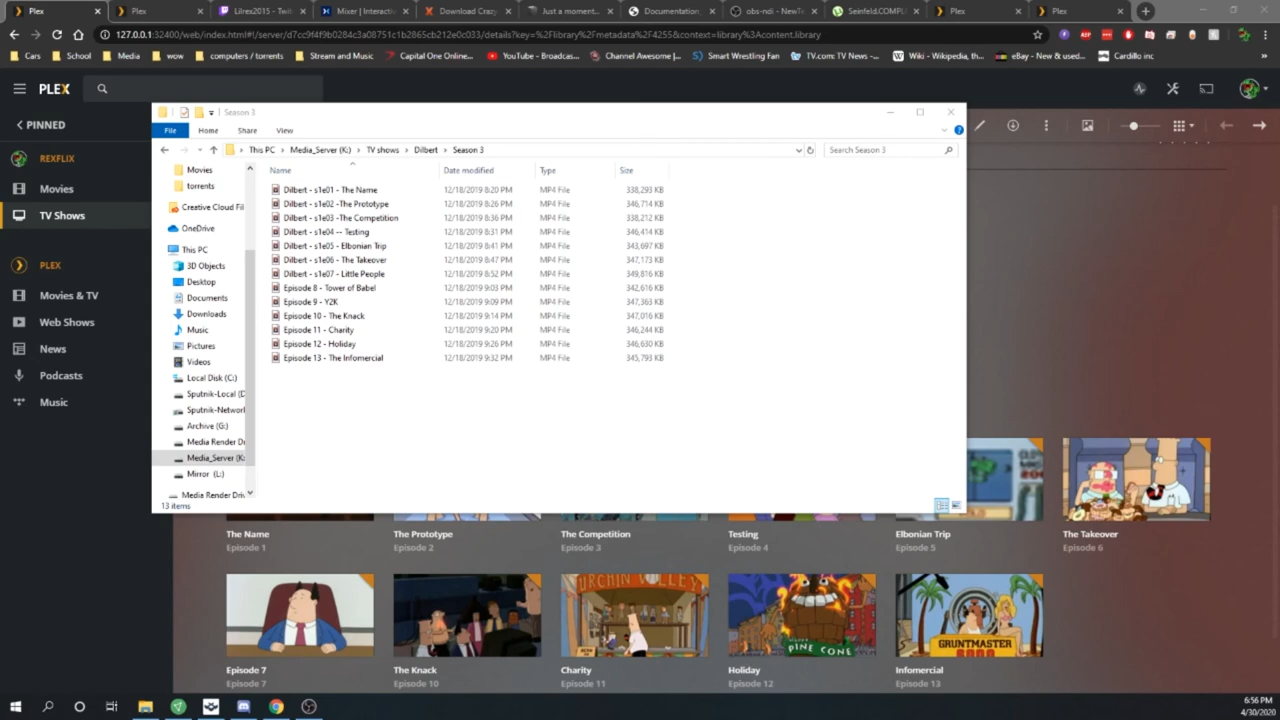 Plex
Plex
Lilrex2015 - Twi
Mixer | Interacti
Download Crazy
Just a moment...
Documentation
obs-ndi - NewTe
Seinfeld.COMPL
Plex
Plex
127.0.0.1:32400/web/index.html#!/server/d7cc9f4f9b0284c3a08751c1b2865cb212e0c033/details?key=%2Flibrary%2Fmetadata%2F4255&context=library%3Acontent.library
Cars
School
Media
wow
computers / torrents
Stream and Music
Capital One Online...
YouTube - Broadcas...
Channel Awesome |...
Smart Wrestling Fan
TV.com: TV News -...
Wiki - Wikipedia, th...
eBay - New & used...
Cardillo inc
PLEX
PINNED
REXFLIX
Movies
TV Shows
PLEX
Movies & TV
Web Shows
News
Podcasts
Music
Season 3
File Home Share View
This PC > Media_Server (K:) > TV shows > Dilbert > Season 3
Search Season 3
Movies
torrents
Creative Cloud Fil
OneDrive
This PC
3D Objects
Desktop
Documents
Downloads
Music
Pictures
Videos
Local Disk (C:)
Sputnik-Local (D
Sputnik-Network
Archive (G:)
Media Render Dr
Media_Server (K:
Mirror (L:)
Media Render Driv
Name Date modified Type Size
Dilbert - s1e01 - The Name 12/18/2019 8:20 PM MP4 File 338,293 KB
Dilbert - s1e02 -The Prototype 12/18/2019 8:26 PM MP4 File 346,714 KB
Dilbert - s1e03 -The Competition 12/18/2019 8:36 PM MP4 File 338,212 KB
Dilbert - s1e04 -- Testing 12/18/2019 8:31 PM MP4 File 346,414 KB
Dilbert - s1e05 - Elbonian Trip 12/18/2019 8:41 PM MP4 File 343,697 KB
Dilbert - s1e06 - The Takeover 12/18/2019 8:47 PM MP4 File 347,173 KB
Dilbert - s1e07 - Little People 12/18/2019 8:52 PM MP4 File 349,816 KB
Episode 8 - Tower of Babel 12/18/2019 9:03 PM MP4 File 342,616 KB
Episode 9 - Y2K 12/18/2019 9:09 PM MP4 File 347,363 KB
Episode 10 - The Knack 12/18/2019 9:14 PM MP4 File 347,016 KB
Episode 11 - Charity 12/18/2019 9:20 PM MP4 File 346,244 KB
Episode 12 - Holiday 12/18/2019 9:26 PM MP4 File 346,630 KB
Episode 13 - The Infomercial 12/18/2019 9:32 PM MP4 File 345,793 KB
13 items
The Name
Episode 1
The Prototype
Episode 2
The Competition
Episode 3
Testing
Episode 4
Elbonian Trip
Episode 5
The Takeover
Episode 6
URCHIN VALLEY
PINE CONE
GRUNTMASTER
Episode 7
Episode 7
The Knack
Episode 10
Charity
Episode 11
Holiday
Episode 12
Infomercial
Episode 13
6:56 PM
4/30/2020